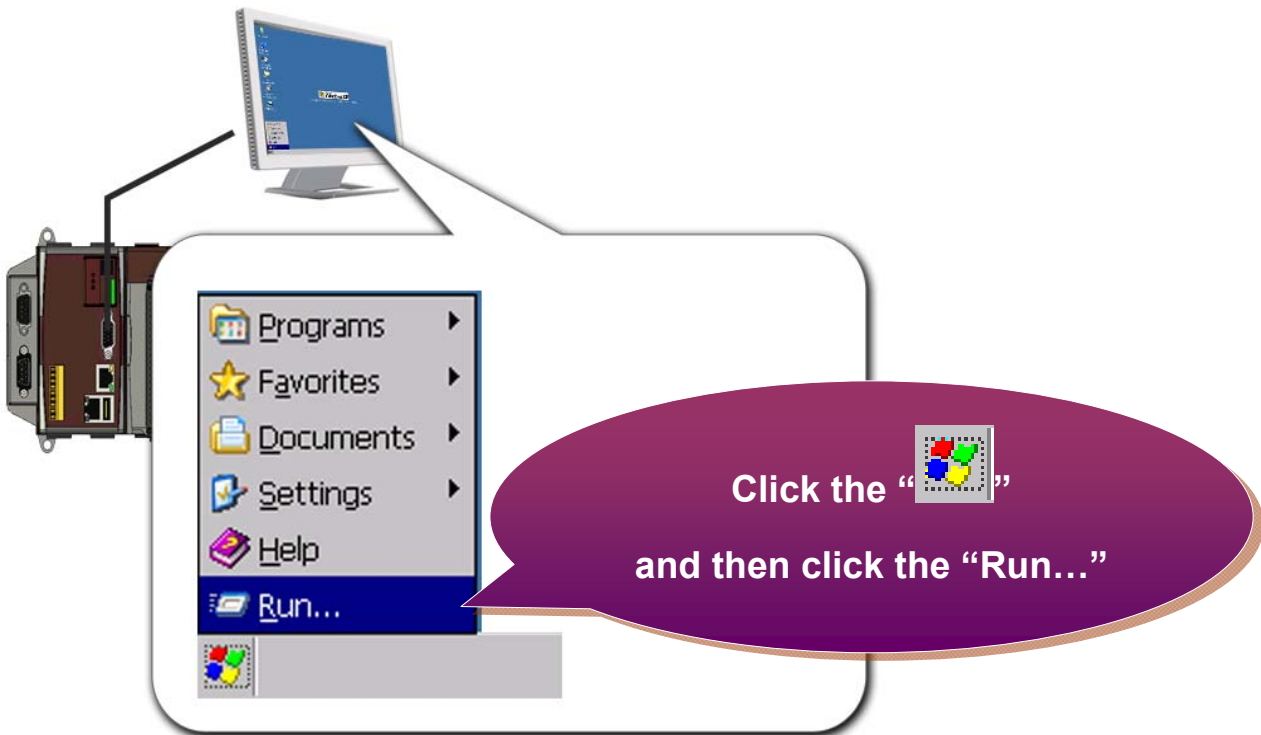 Programs
Favorites
Documents
Settings
Help
Run...
Click the “ ”
and then click the “Run…”